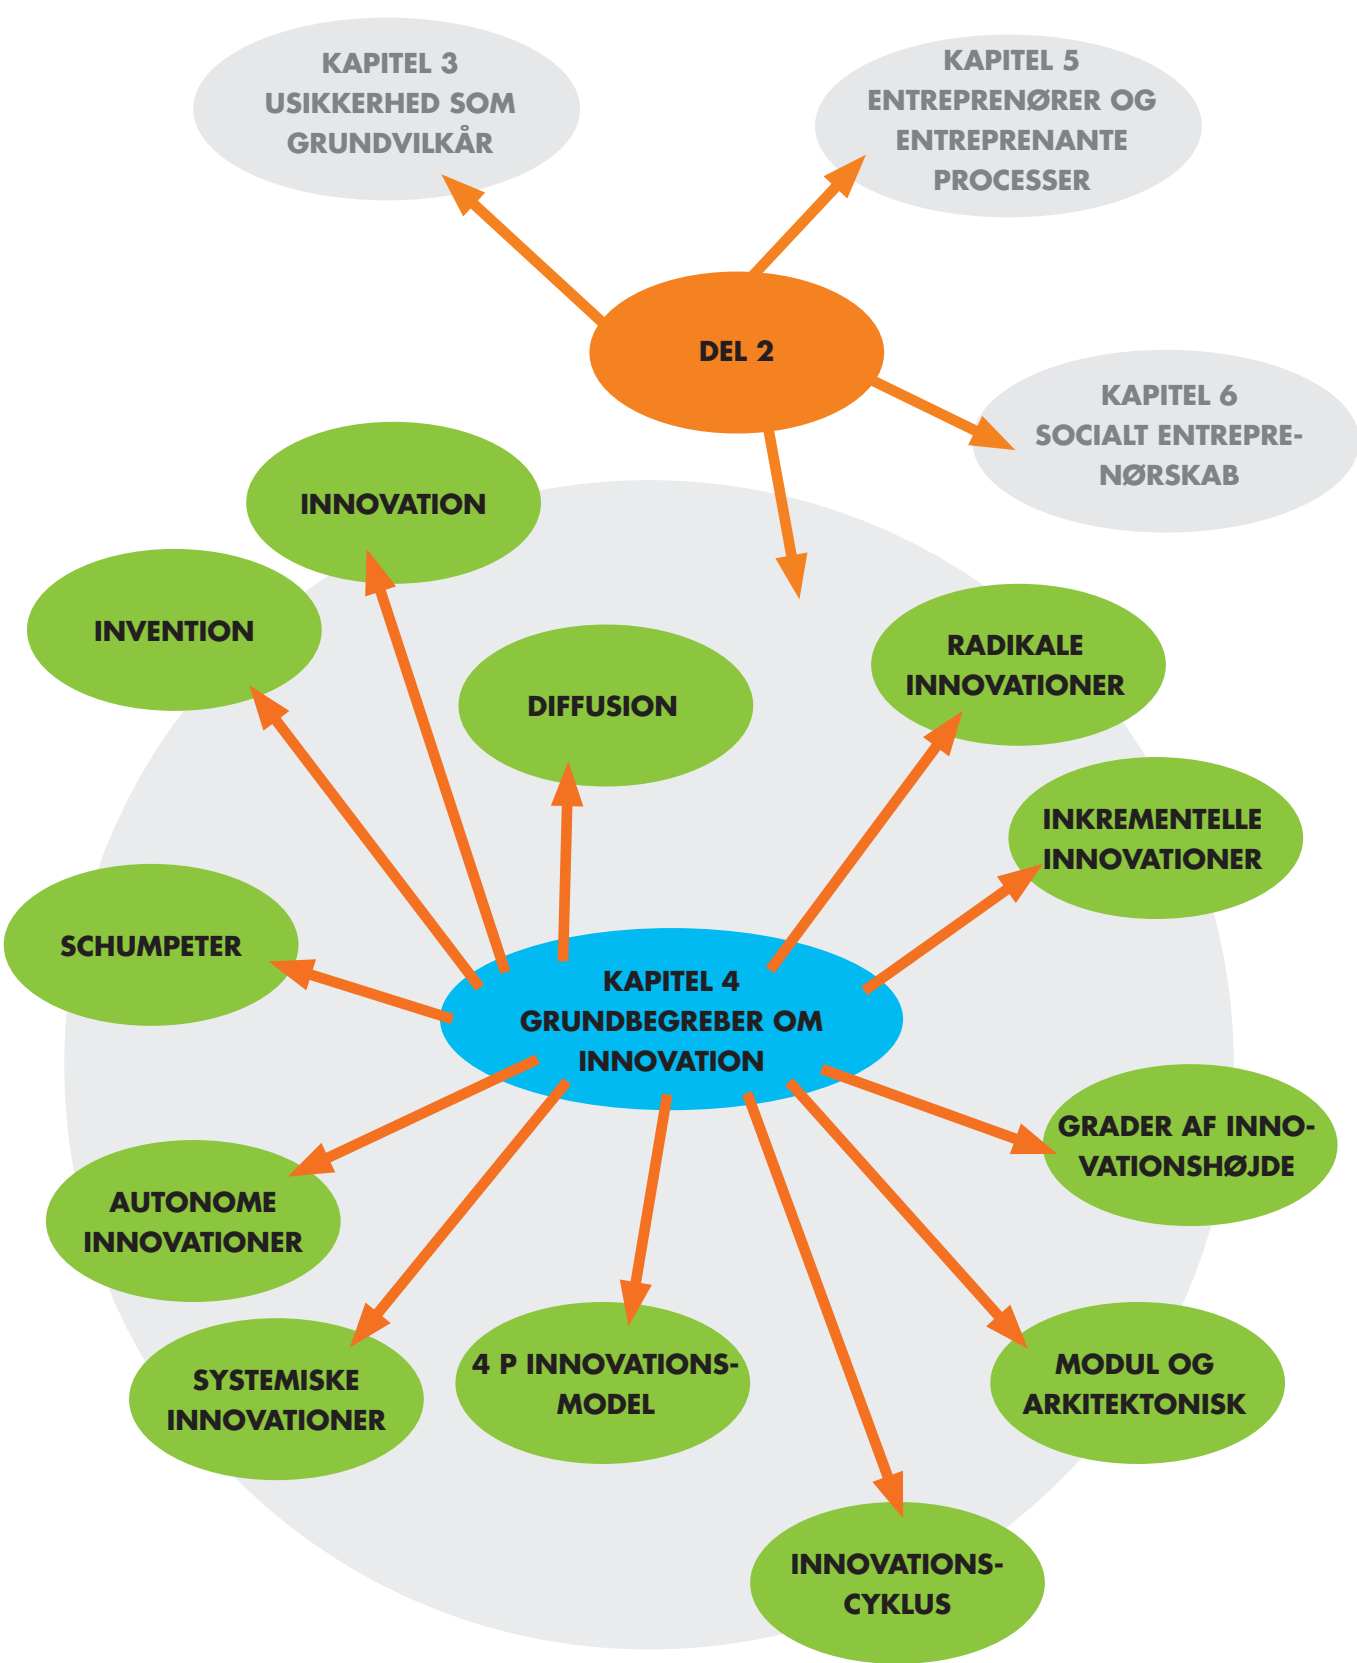 KAPITEL 3
USIKKERHED SOM
GRUNDVILKÅR
KAPITEL 5
ENTREPRENØRER OG
ENTREPRENANTE
PROCESSER
DEL 2
KAPITEL 6
SOCIALT ENTREPRE-
NØRSKAB
INNOVATION
INVENTION
DIFFUSION
RADIKALE
INNOVATIONER
INKREMENTELLE
INNOVATIONER
SCHUMPETER
KAPITEL 4
GRUNDBEGREBER OM
INNOVATION
GRADER AF INNO-
VATIONSHØJDE
AUTONOME
INNOVATIONER
SYSTEMISKE
INNOVATIONER
4 P INNOVATIONS-
MODEL
MODUL OG
ARKITEKTONISK
INNOVATIONS-
CYKLUS